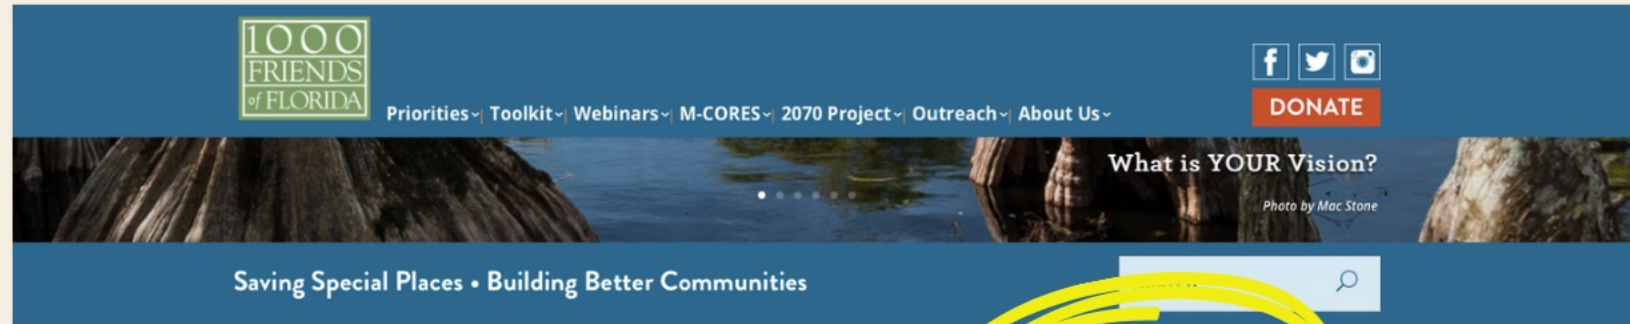 1000
FRIENDS
of FLORIDA
Priorities
Toolkit
Webinars
M-CORES
2070 Project
Outreach
About Us
DONATE
What is YOUR Vision?
Photo by Mac Stone
Saving Special Places • Building Better Communities